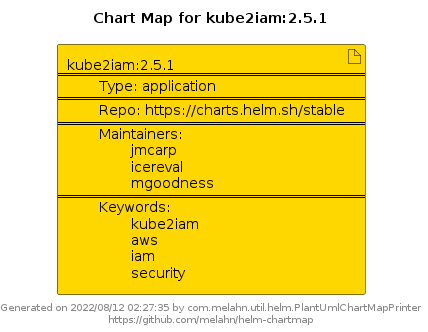 Chart Map for kube2iam:2.5.1
kube2iam:2.5.1
Type: application
Repo: https://charts.helm.sh/stable
Maintainers:
jmcarp
icereval
mgoodness
Keywords:
kube2iam
aws
iam
security
Generated on 2022/08/12 02:27:35 by com.melahn.util.helm.PlantUmlChartMapPrinter
https://github.com/melahn/helm-chartmap